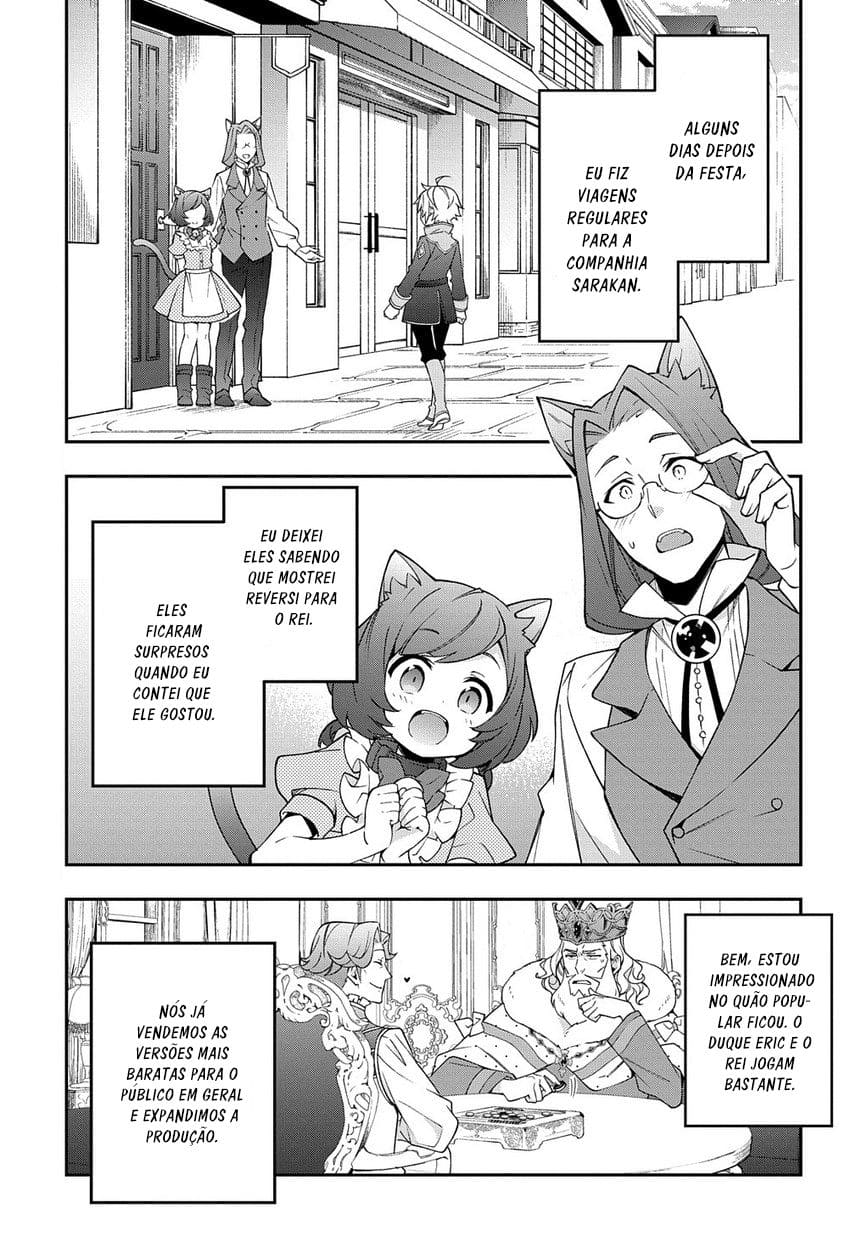 ALGUNS
DIAS DEPOIS
DA FESTA,
EU FIZ
VIAGENS
REGULARES
PARA A
COMPANHIA
SARAKAN.
EU DEIXEI
ELES SABENDO
QUE MOSTREI
REVERSI PARA
O REI.
ELES
FICARAM
SURPRESOS
QUANDO EU
CONTEI QUE
ELE GOSTOU.
BEM, ESTOU
IMPRESSIONADO
NO QUÃO POPU-
LAR FICOU. O
DUQUE ERIC E O
REI JOGAM
BASTANTE.
NÓS JÁ
VENDEMOS AS
VERSÕES MAIS
BARATAS PARA O
PÚBLICO EM GERAL
E EXPANDIMOS
A PRODUÇÃO.